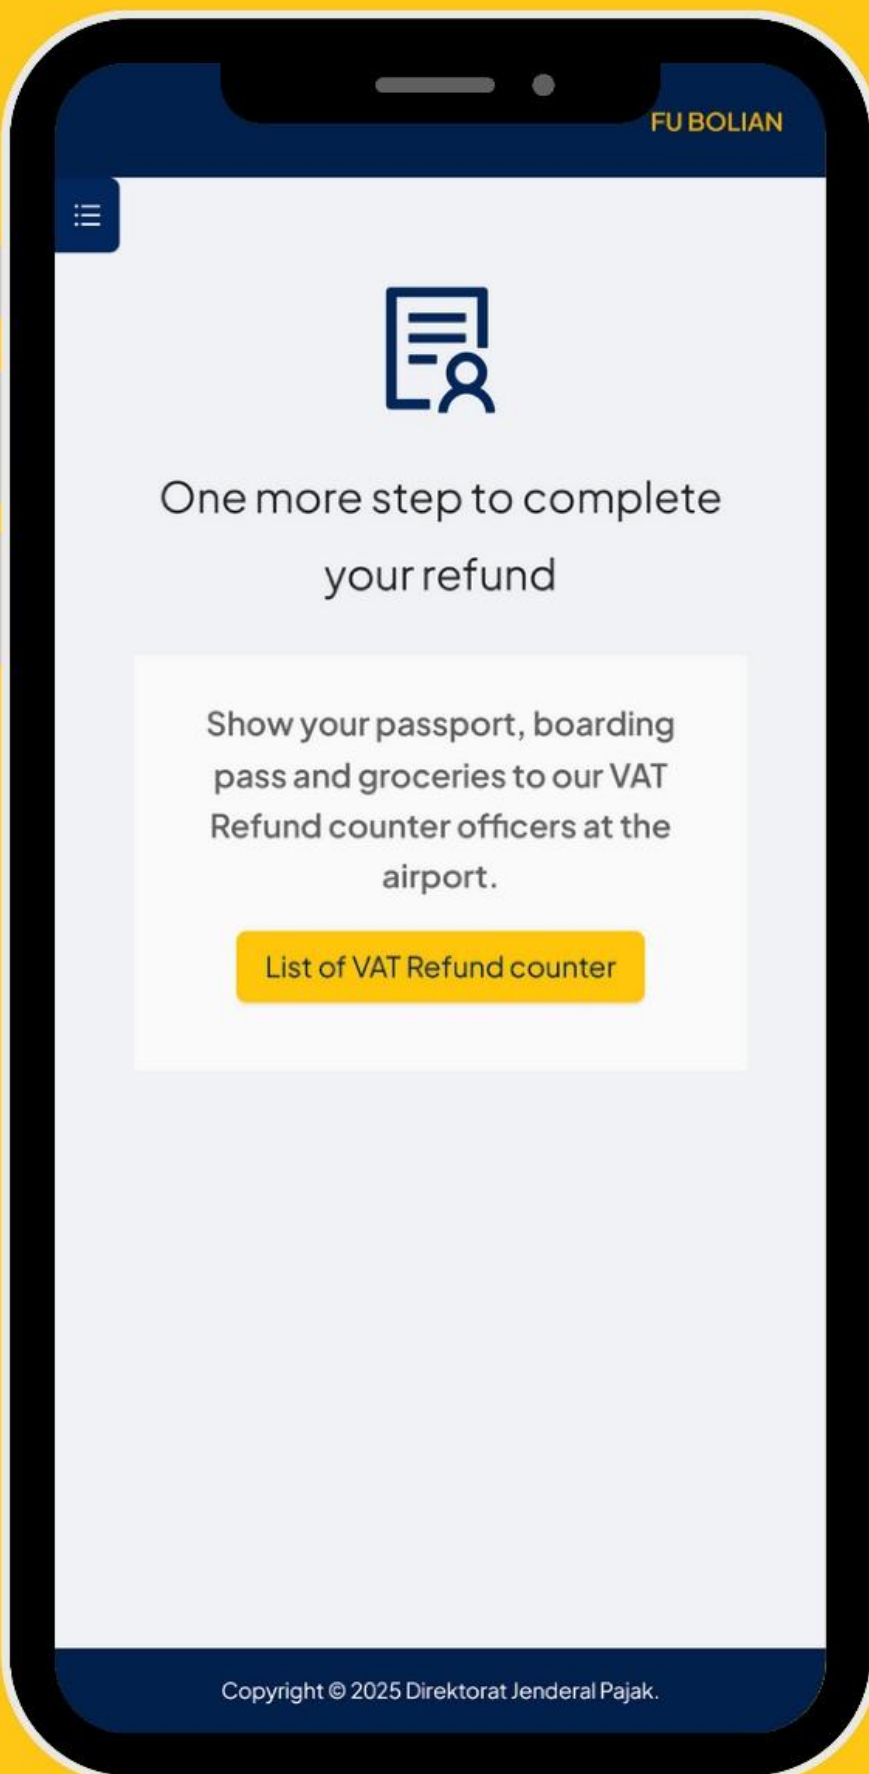 FU BOLIAN
One more step to complete
your refund
Show your passport, boarding
pass and groceries to our VAT
Refund counter officers at the
airport.
List of VAT Refund counter
Copyright © 2025 Direktorat Jenderal Pajak.